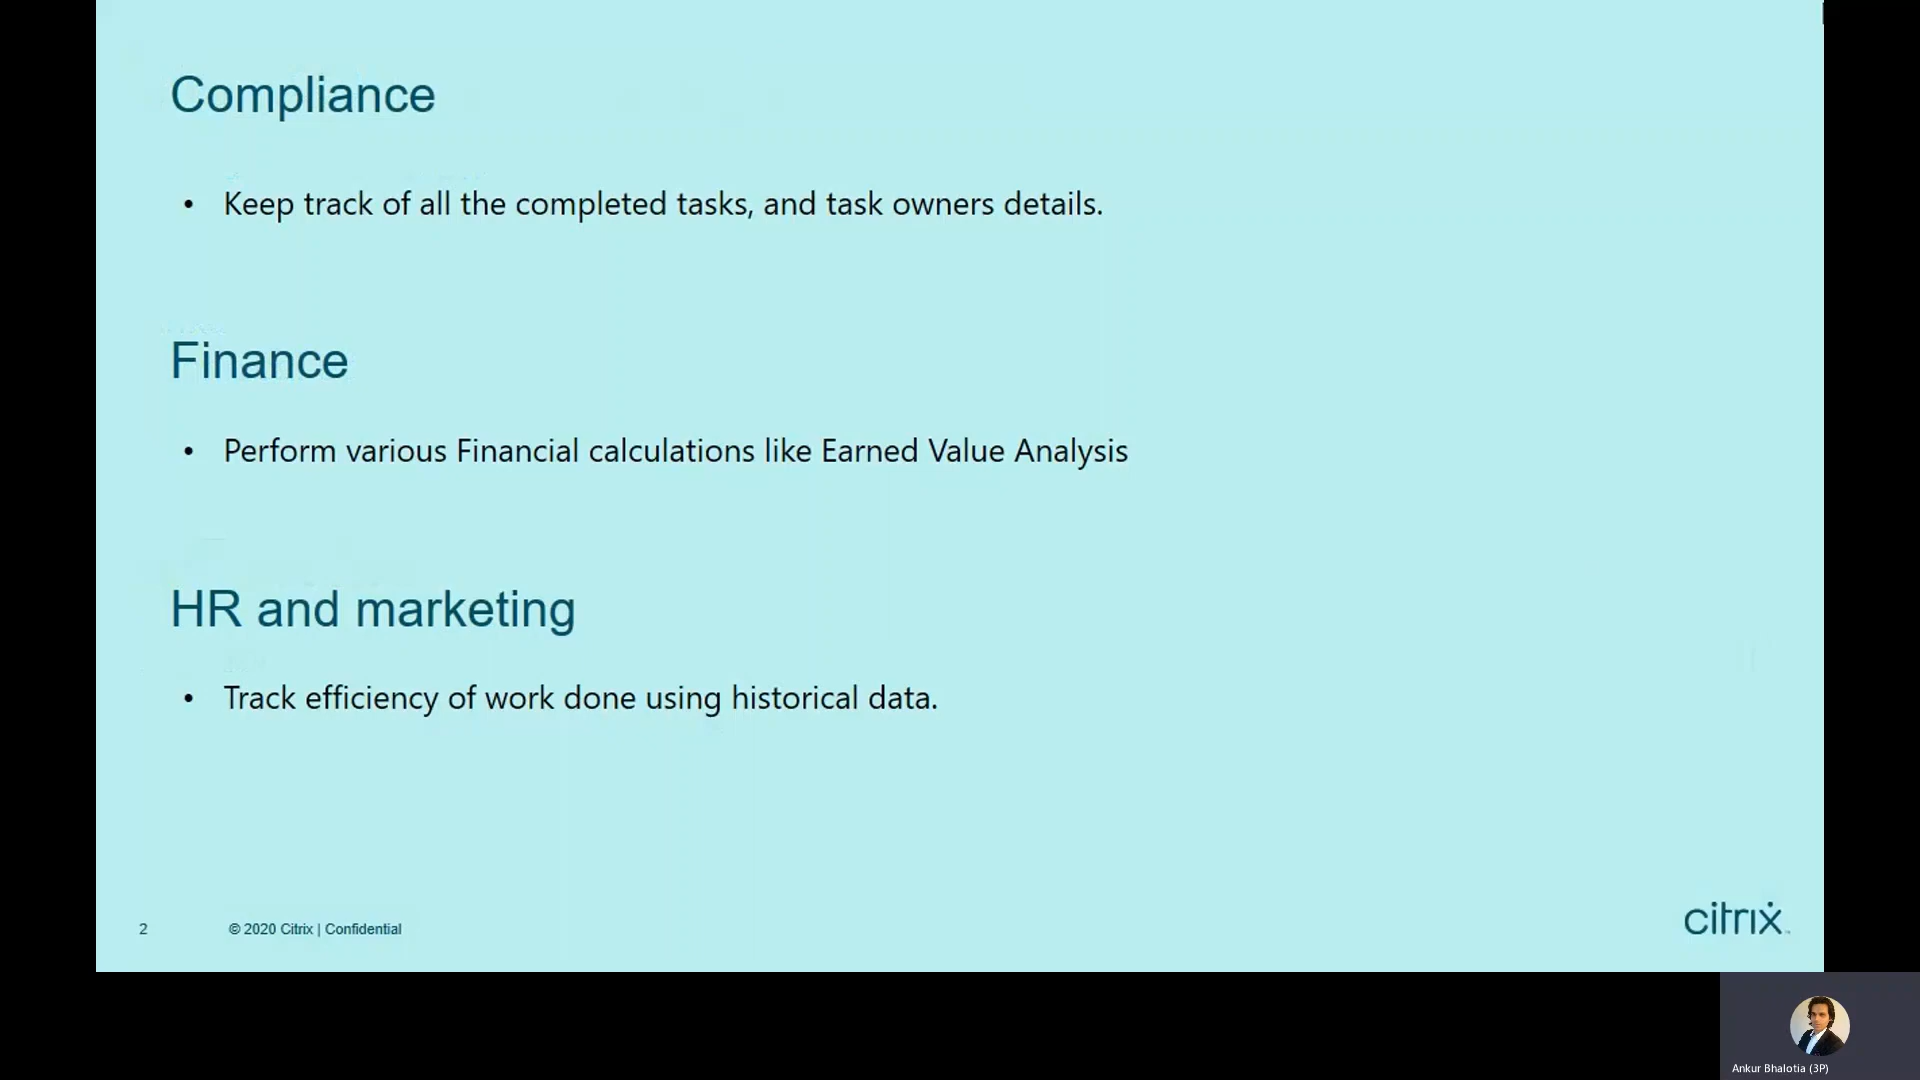 Compliance
• Keep track of all the completed tasks, and task owners details.
Finance
• Perform various Financial calculations like Earned Value Analysis
HR and marketing
• Track efficiency of work done using historical data.
2
© 2020 Citrix | Confidential
citrix
Ankur Bhalotia (3P)